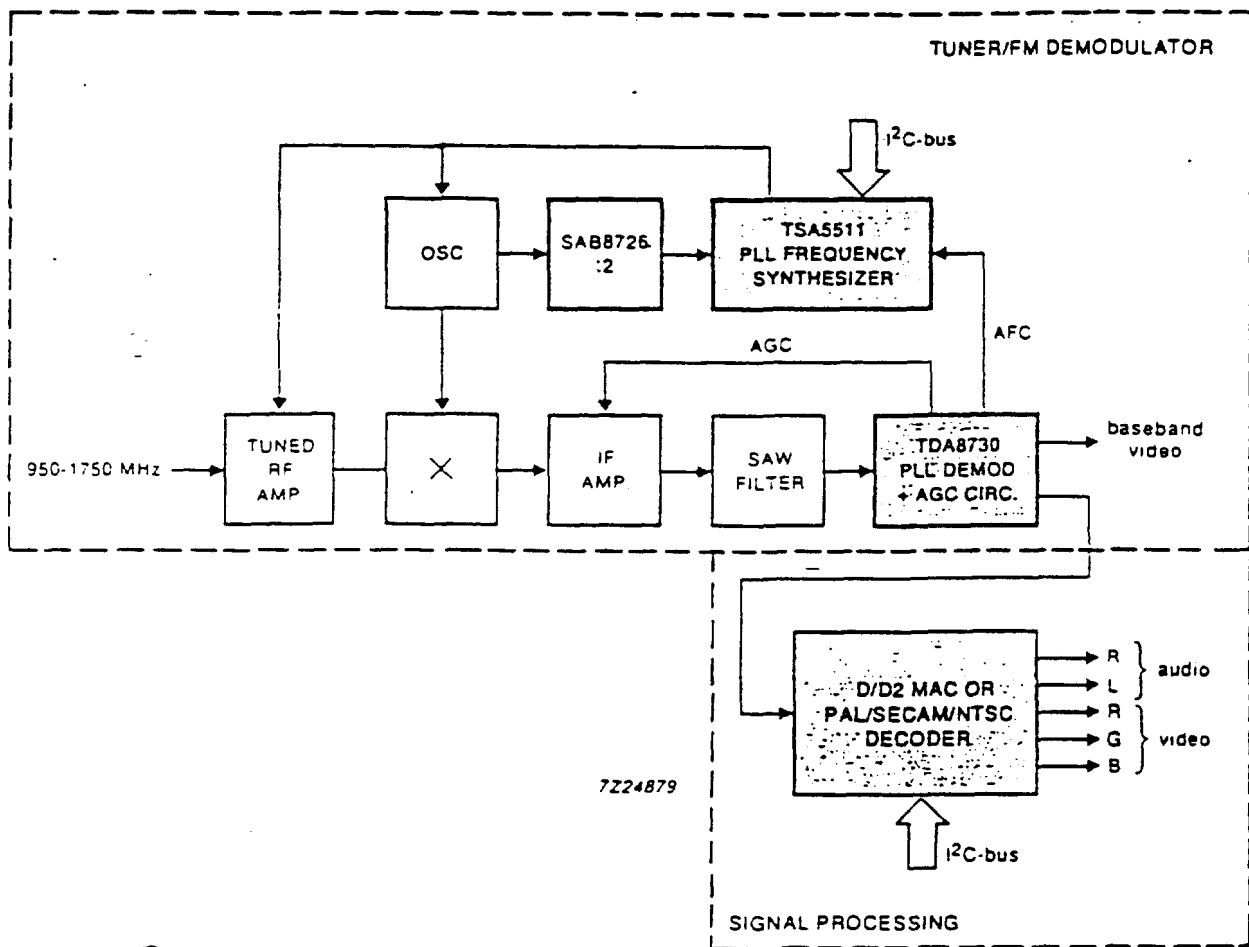 TUNER/FM DEMODULATOR
I²C-bus
OSC
SAB8726
:2
TSA5511
PLL FREQUENCY
SYNTHESIZER
AGC
AFC
950-1750 MHz
TUNED
RF
AMP
X
IF
AMP
SAW
FILTER
TDA8730
PLL DEMOD
+ AGC CIRC.
baseband
video
D/D2 MAC OR
PAL/SECAM/NTSC
DECODER
R
L
audio
R
G
B
video
7Z24879
I²C-bus
SIGNAL PROCESSING